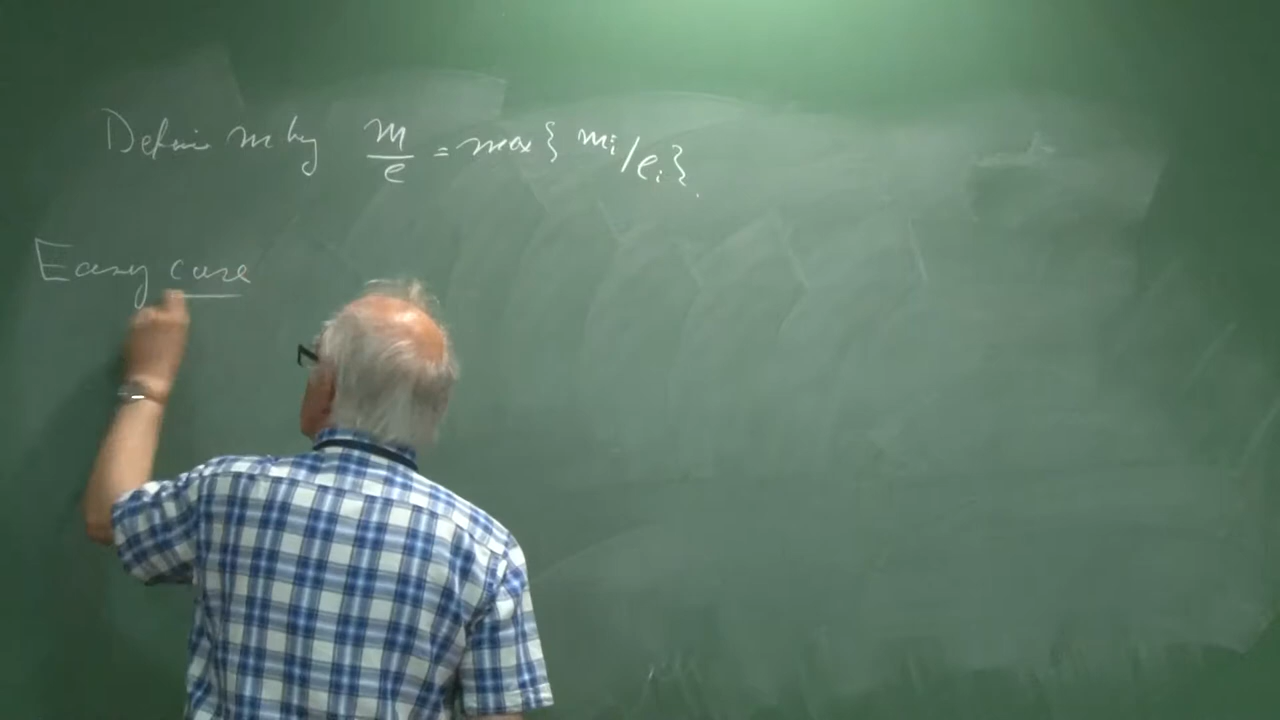 Define m by m/e = max{ mi/ei }.
Easy case